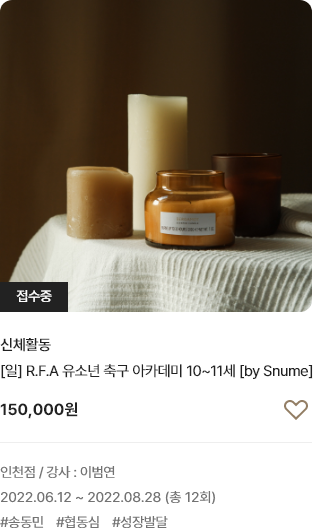 접수중
신체활동
[일] R.F.A 유소년 축구 아카데미 10~11세 [by Snume]
150,000원
인천점 / 강사 : 이범연
2022.06.12 ~ 2022.08.28 (총 12회)
#송동민 #협동심 #성장발달